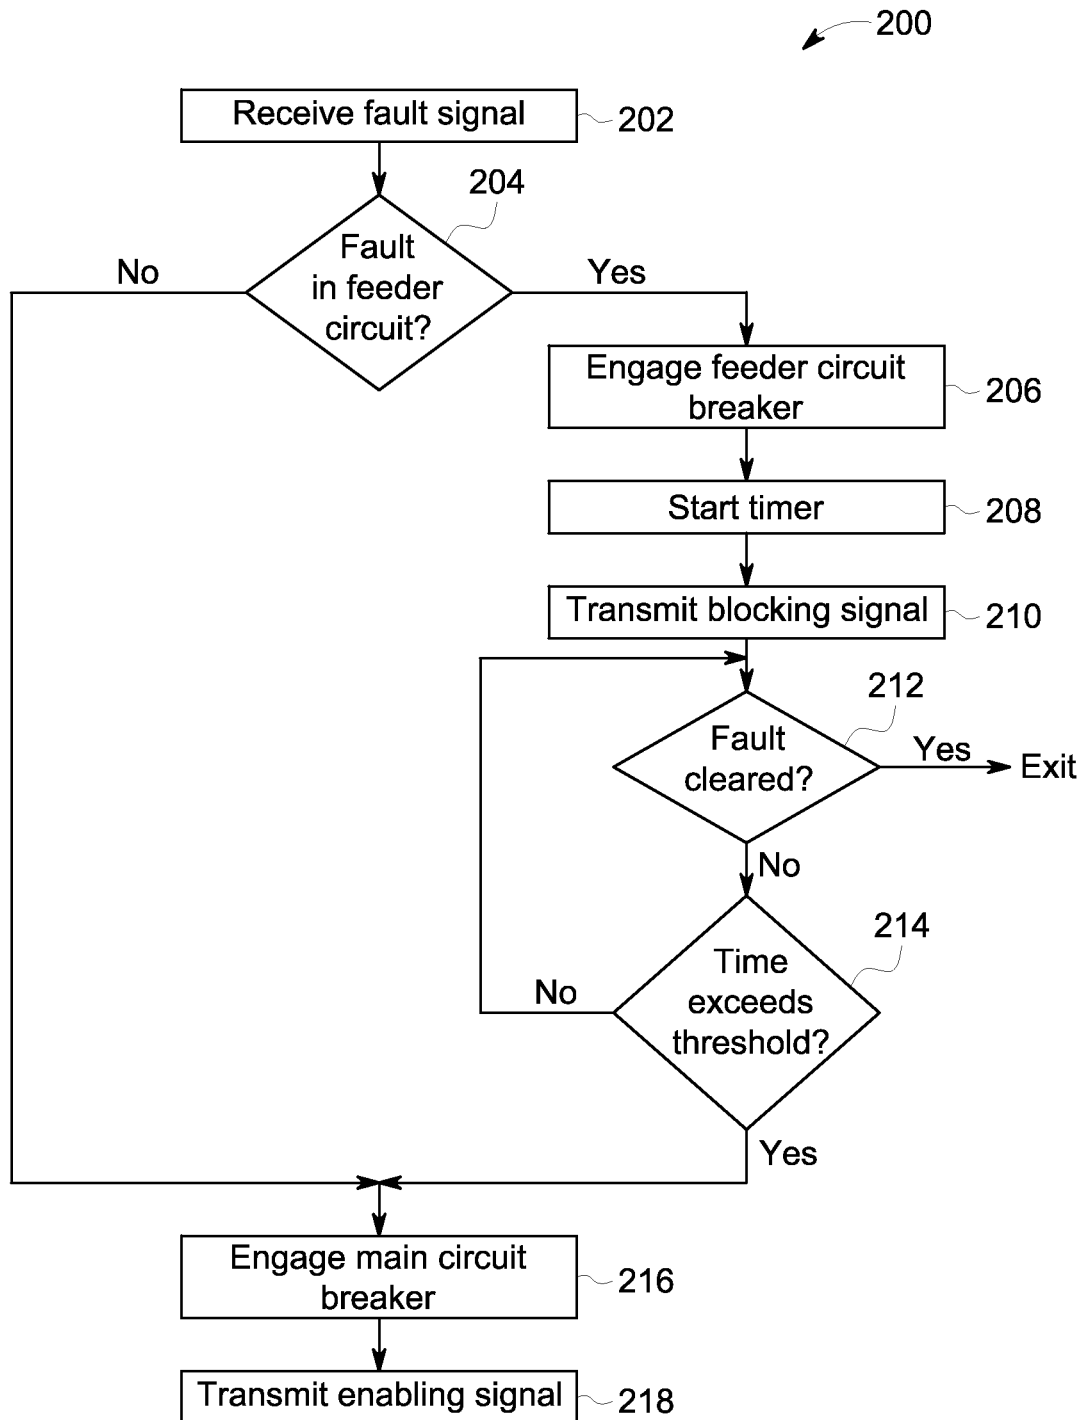 200
Receive fault signal
202
204
Fault
in feeder
circuit?
No
Yes
Engage feeder circuit
breaker
206
Start timer
208
Transmit blocking signal
210
212
Fault
cleared?
Yes
Exit
No
214
Time
exceeds
threshold?
No
Yes
Engage main circuit
breaker
216
Transmit enabling signal
218